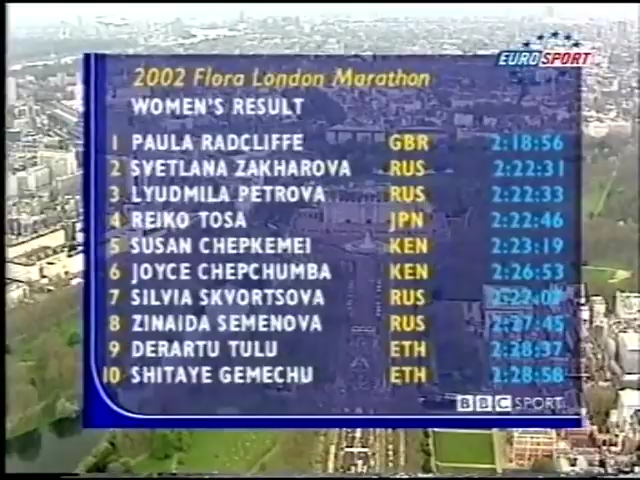 EUROSPORT
2002 Flora London Marathon
WOMEN'S RESULT
1 PAULA RADCLIFFE GBR 2:18:56
2 SVETLANA ZAKHAROVA RUS 2:22:31
3 LYUDMILA PETROVA RUS 2:22:33
4 REIKO TOSA JPN 2:22:46
5 SUSAN CHEPKEMEI KEN 2:23:19
6 JOYCE CHEPCHUMBA KEN 2:26:53
7 SILVIA SKVORTSOVA RUS
8 ZINAIDA SEMENOVA RUS 2:27:45
9 DERARTU TULU ETH 2:28:37
10 SHITAYE GEMECHU ETH 2:28:58
BBC SPORT